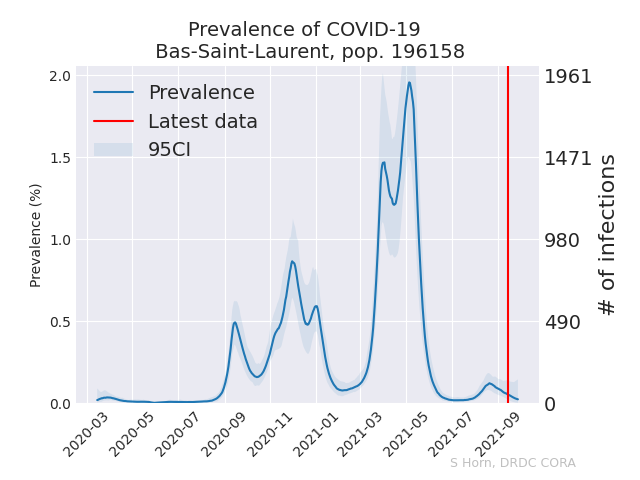 Prevalence of COVID-19
Bas-Saint-Laurent, pop. 196158
Prevalence
Latest data
95CI
Prevalence (%)
2.0
1.5
1.0
0.5
0.0
1961
1471
980
490
0
# of infections
2020-03
2020-05
2020-07
2020-09
2020-11
2021-01
2021-03
2021-05
2021-07
2021-09
S Horn, DRDC CORA